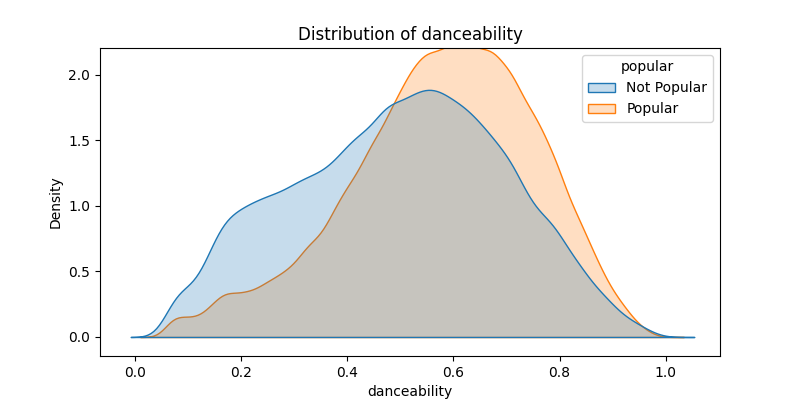 Distribution of danceability
popular
Not Popular
Popular
Density
2.0
1.5
1.0
0.5
0.0
0.0 0.2 0.4 0.6 0.8 1.0
danceability